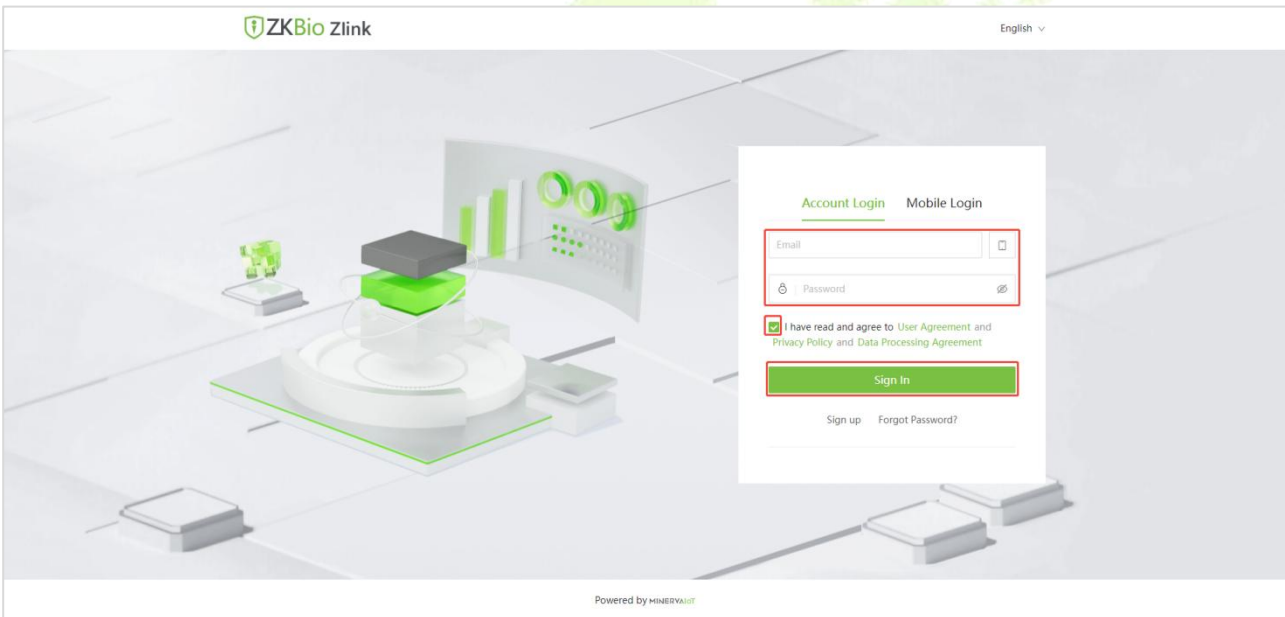 ZKBio Zlink
English
Account Login Mobile Login
Email
Password
I have read and agree to User Agreement and
Privacy Policy and Data Processing Agreement
Sign In
Sign up Forgot Password?
Powered by MINERVAIOT